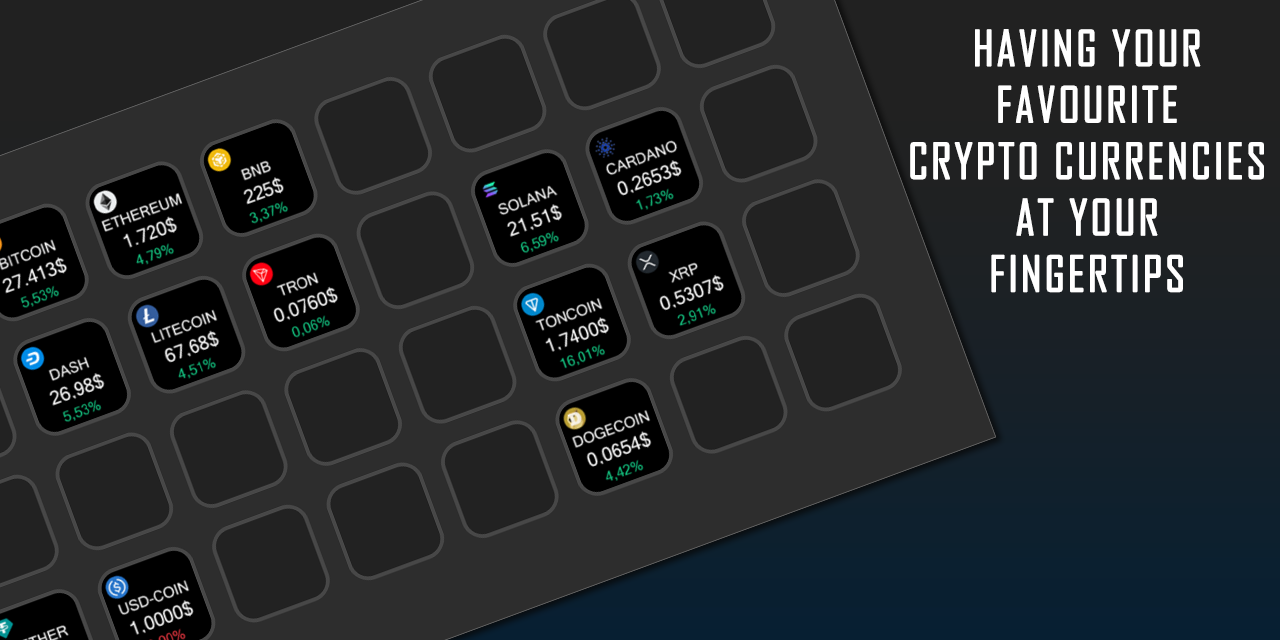 HAVING YOUR
FAVOURITE
CRYPTO CURRENCIES
AT YOUR
FINGERTIPS
BITCOIN
27.413$
5,53%
ETHEREUM
1.720$
4,79%
BNB
225$
3,37%
DASH
26.98$
5,53%
LITECOIN
67.68$
4,51%
TRON
0.0760$
0,06%
SOLANA
21.51$
6,59%
CARDANO
0.2653$
1,73%
TONCOIN
1.7400$
16,01%
XRP
0.5307$
2,91%
DOGECOIN
0.0654$
4,42%
USD-COIN
1.0000$